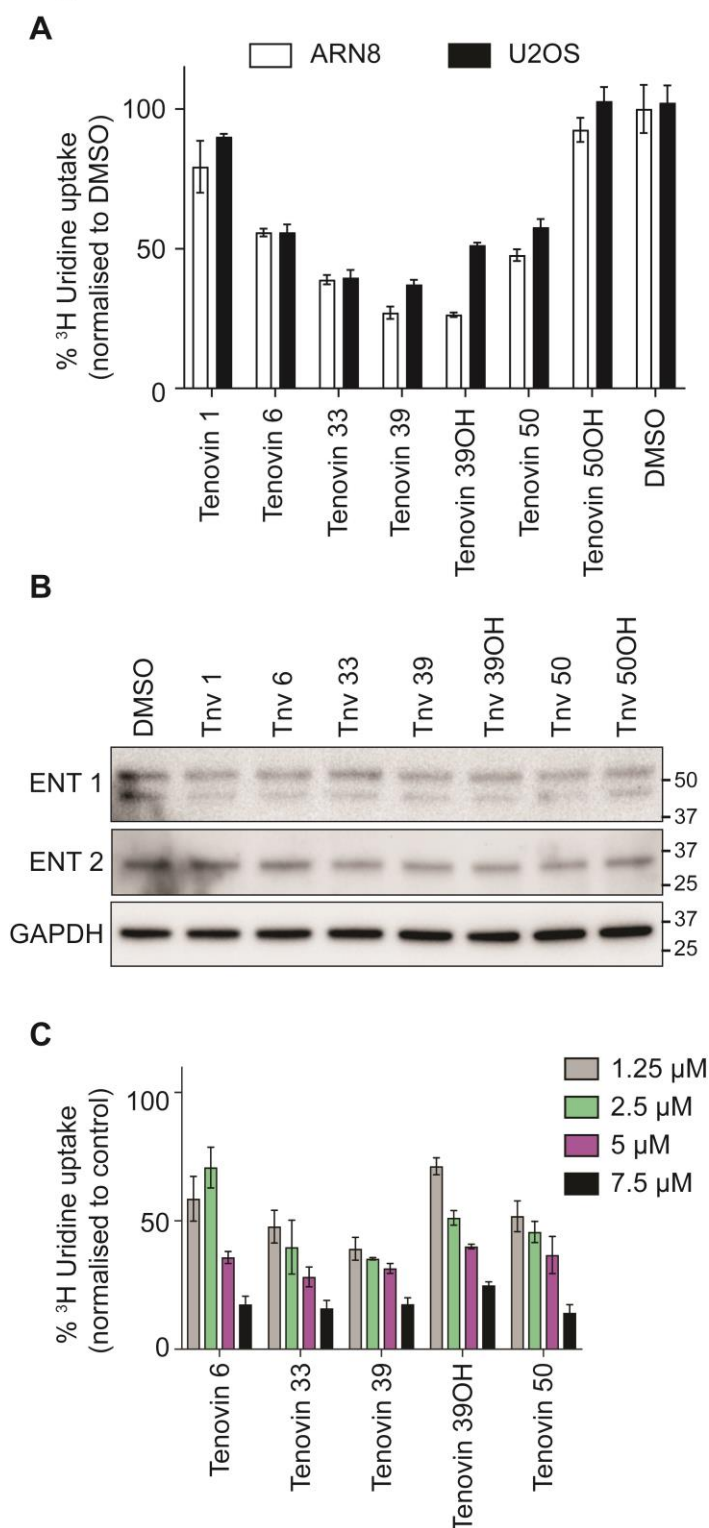 A
ARN8 U2OS
% ³H Uridine uptake
(normalised to DMSO)
100
50
0
Tenovin 1
Tenovin 6
Tenovin 33
Tenovin 39
Tenovin 39OH
Tenovin 50
Tenovin 50OH
DMSO
B
DMSO
Tnv 1
Tnv 6
Tnv 33
Tnv 39
Tnv 39OH
Tnv 50
Tnv 50OH
ENT 1
50
37
ENT 2
37
25
GAPDH
37
25
C
1.25 µM
2.5 µM
5 µM
7.5 µM
% ³H Uridine uptake
(normalised to control)
100
50
0
Tenovin 6
Tenovin 33
Tenovin 39
Tenovin 39OH
Tenovin 50